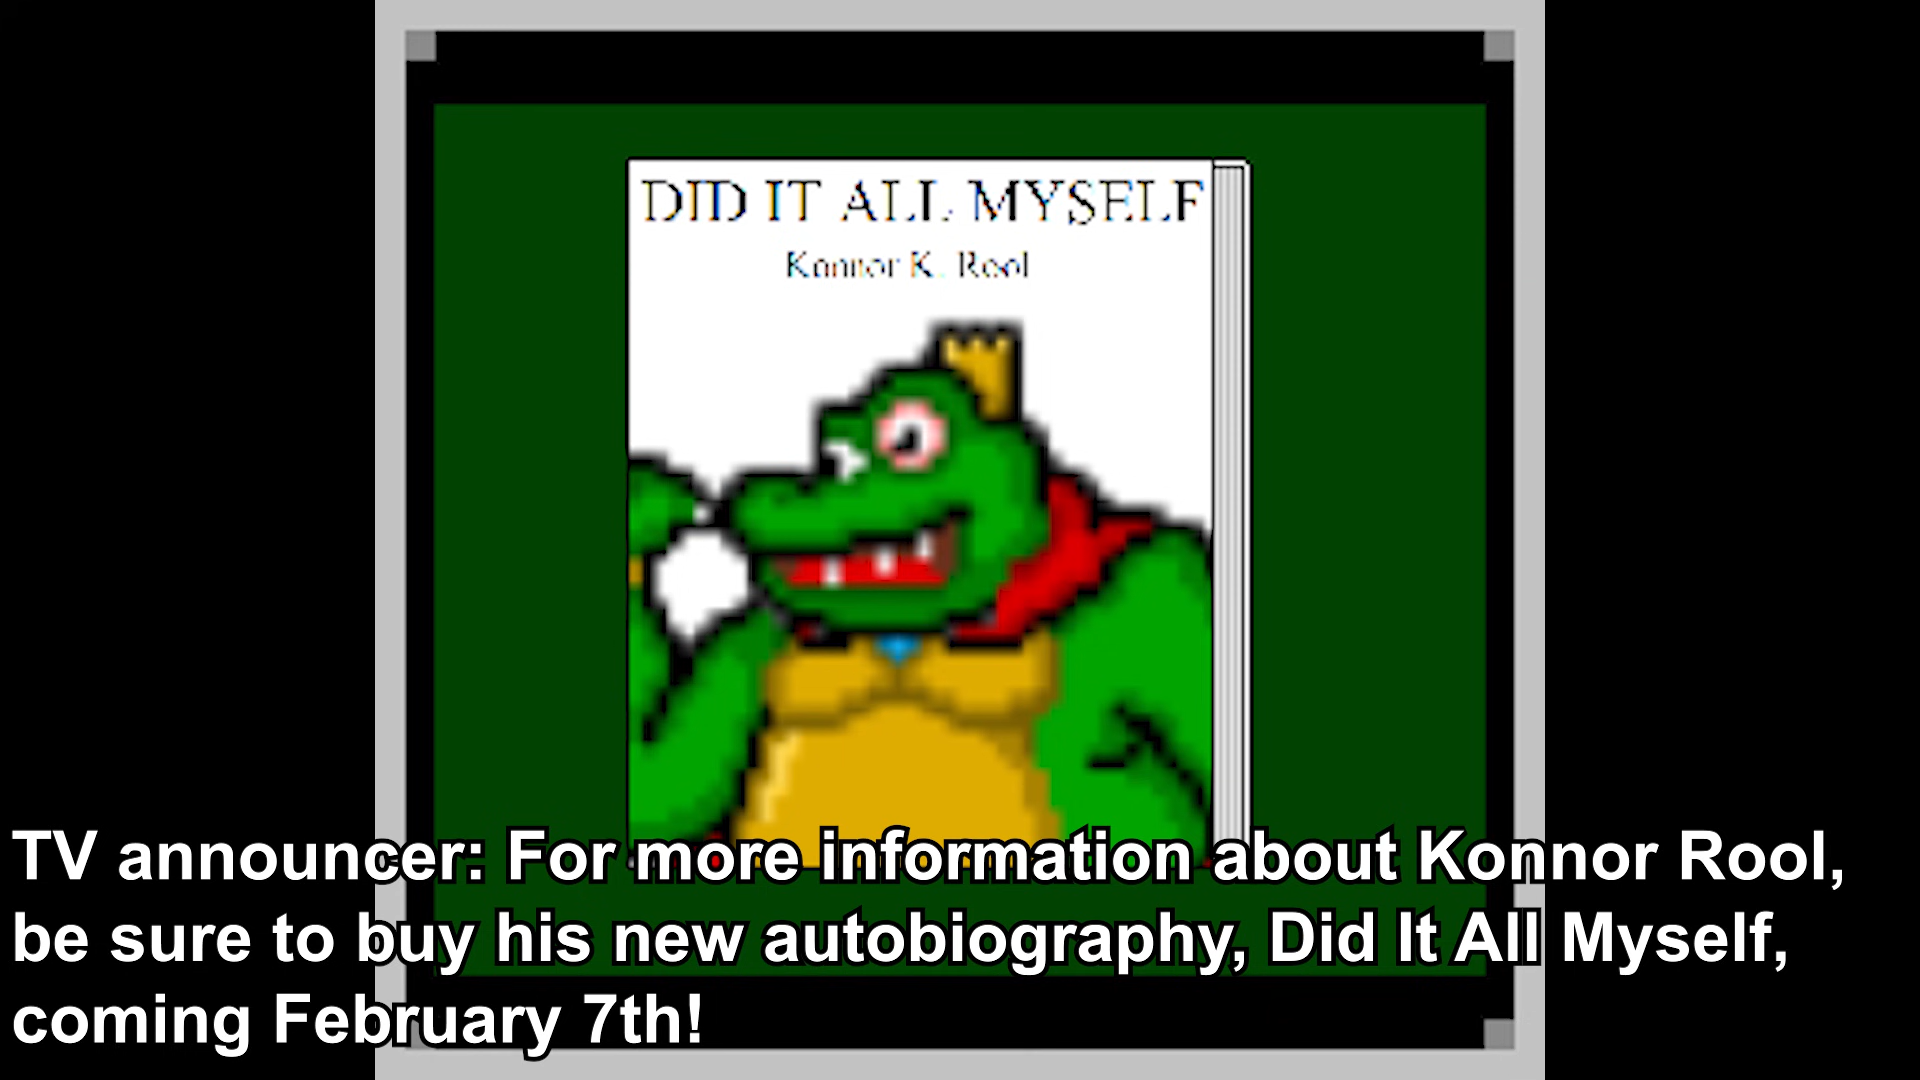 DID IT ALL MYSELF
Konnor K. Rool
TV announcer: For more information about Konnor Rool,
be sure to buy his new autobiography, Did It All Myself,
coming February 7th!